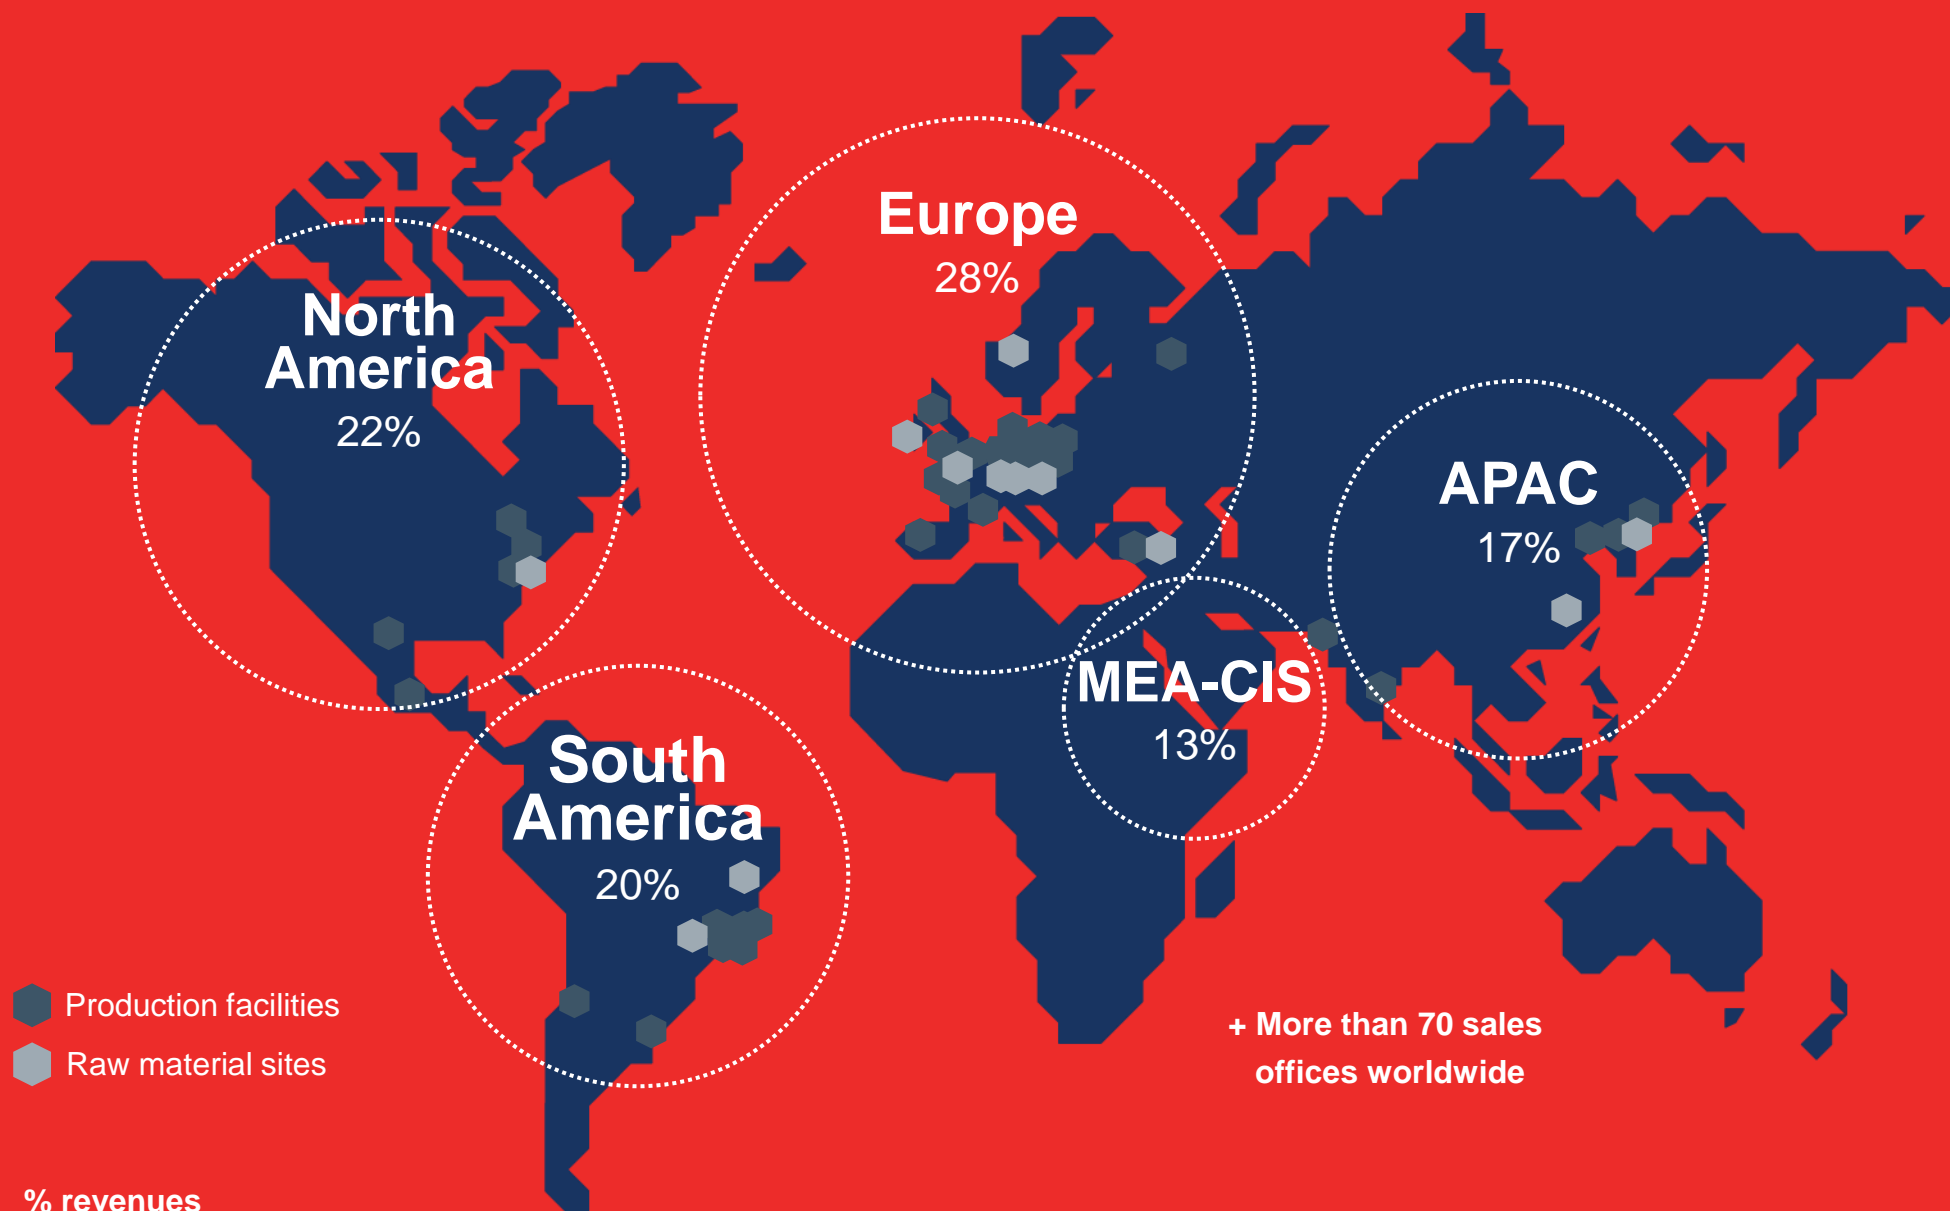 Europe
28%
North
America
22%
APAC
17%
MEA-CIS
13%
South
America
20%
Production facilities
Raw material sites
+ More than 70 sales
offices worldwide
% revenues